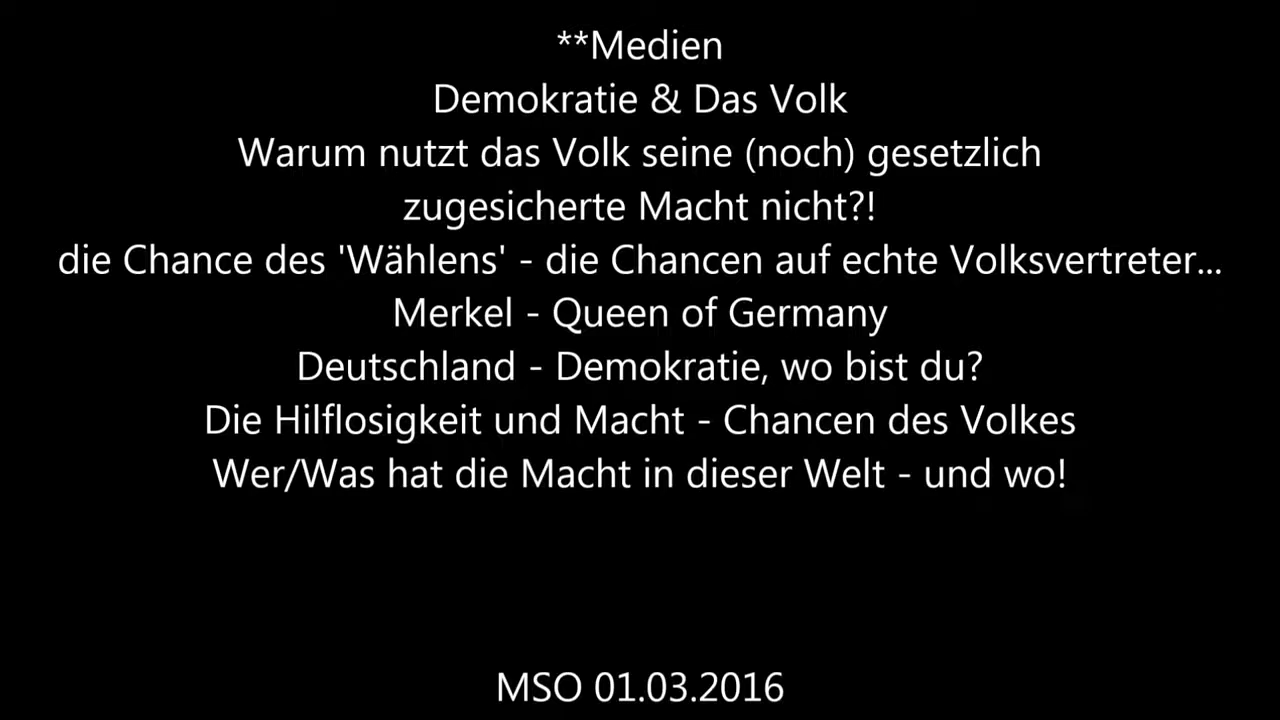 **Medien
Demokratie & Das Volk
Warum nutzt das Volk seine (noch) gesetzlich
zugesicherte Macht nicht?!
die Chance des 'Wählens' - die Chancen auf echte Volksvertreter...
Merkel - Queen of Germany
Deutschland - Demokratie, wo bist du?
Die Hilflosigkeit und Macht - Chancen des Volkes
Wer/Was hat die Macht in dieser Welt - und wo!
MSO 01.03.2016